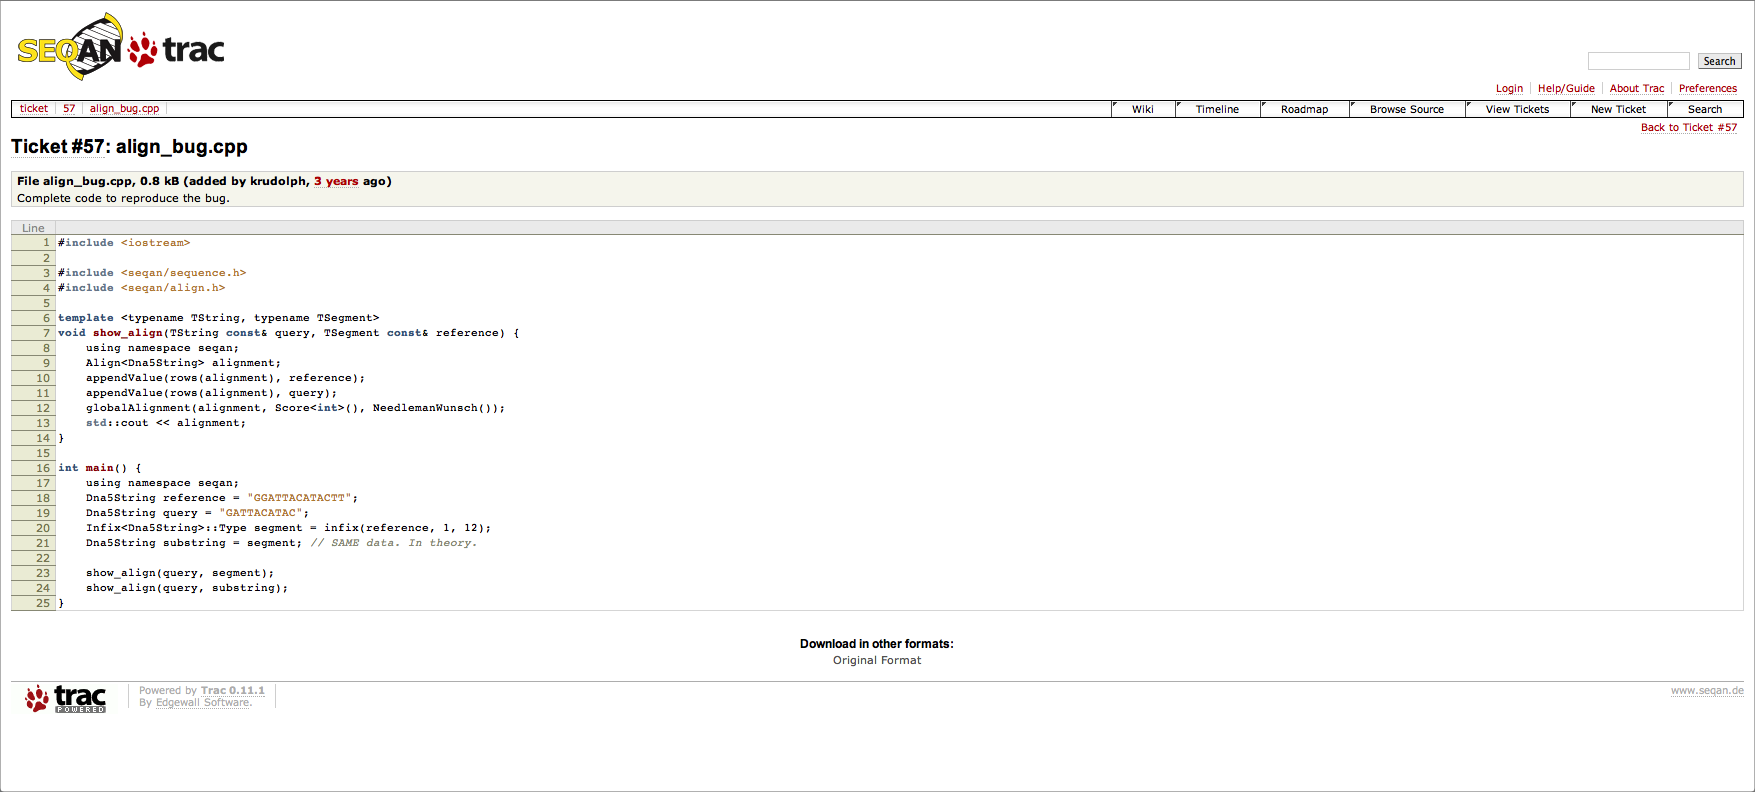 SEQAN trac
Search
Login Help/Guide About Trac Preferences
ticket 57 align_bug.cpp Wiki Timeline Roadmap Browse Source View Tickets New Ticket Search
Back to Ticket #57
Ticket #57: align_bug.cpp
File align_bug.cpp, 0.8 kB (added by krudolph, 3 years ago)
Complete code to reproduce the bug.
Line
1 #include <iostream>
2
3 #include <seqan/sequence.h>
4 #include <seqan/align.h>
5
6 template <typename TString, typename TSegment>
7 void show_align(TString const& query, TSegment const& reference) {
8     using namespace seqan;
9     Align<Dna5String> alignment;
10     appendValue(rows(alignment), reference);
11     appendValue(rows(alignment), query);
12     globalAlignment(alignment, Score<int>(), NeedlemanWunsch());
13     std::cout << alignment;
14 }
15
16 int main() {
17     using namespace seqan;
18     Dna5String reference = "GGATTACATACTT";
19     Dna5String query = "GATTACATAC";
20     Infix<Dna5String>::Type segment = infix(reference, 1, 12);
21     Dna5String substring = segment; // SAME data. In theory.
22
23     show_align(query, segment);
24     show_align(query, substring);
25 }
Download in other formats:
Original Format
trac POWERED
Powered by Trac 0.11.1
By Edgewall Software.
www.seqan.de